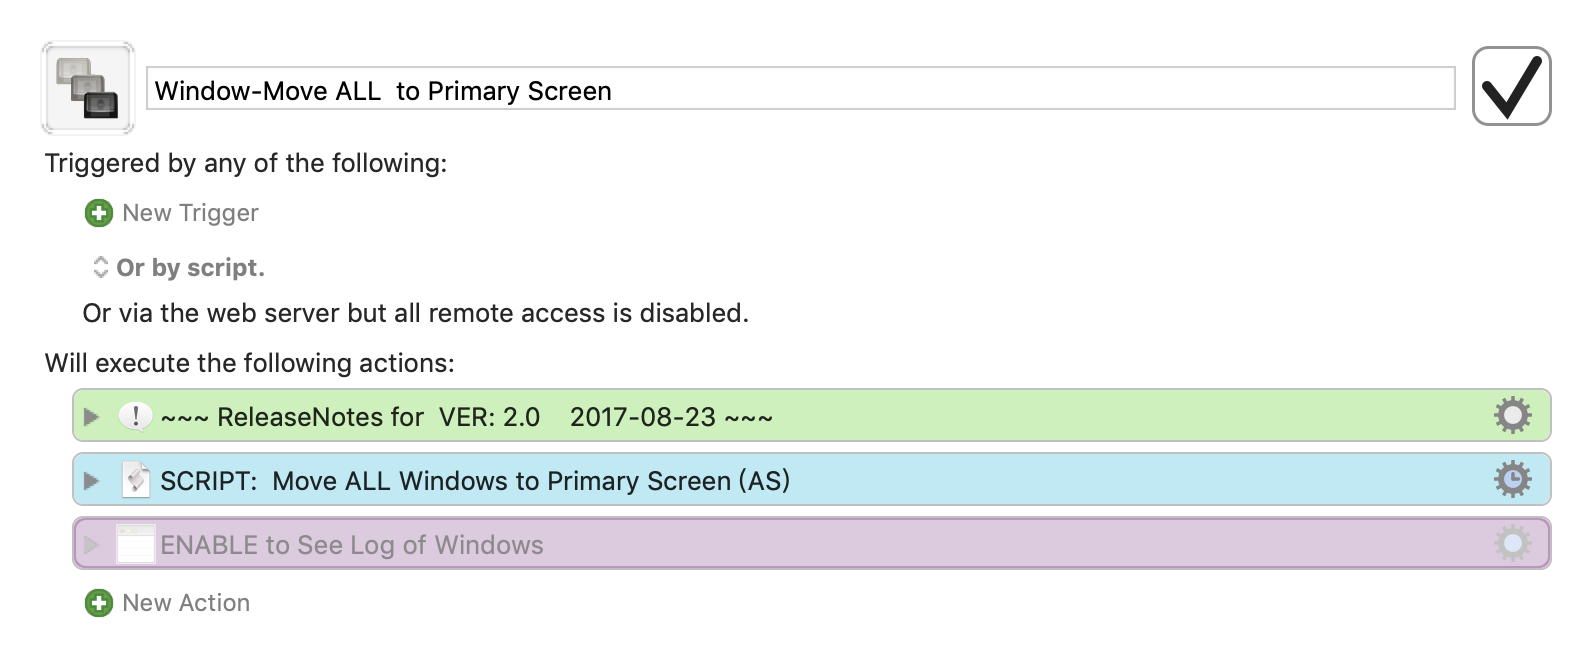 Window-Move ALL  to Primary Screen
Triggered by any of the following:
New Trigger
Or by script.
Or via the web server but all remote access is disabled.
Will execute the following actions:
~~~ ReleaseNotes for  VER: 2.0    2017-08-23 ~~~
SCRIPT:  Move ALL Windows to Primary Screen (AS)
ENABLE to See Log of Windows
New Action